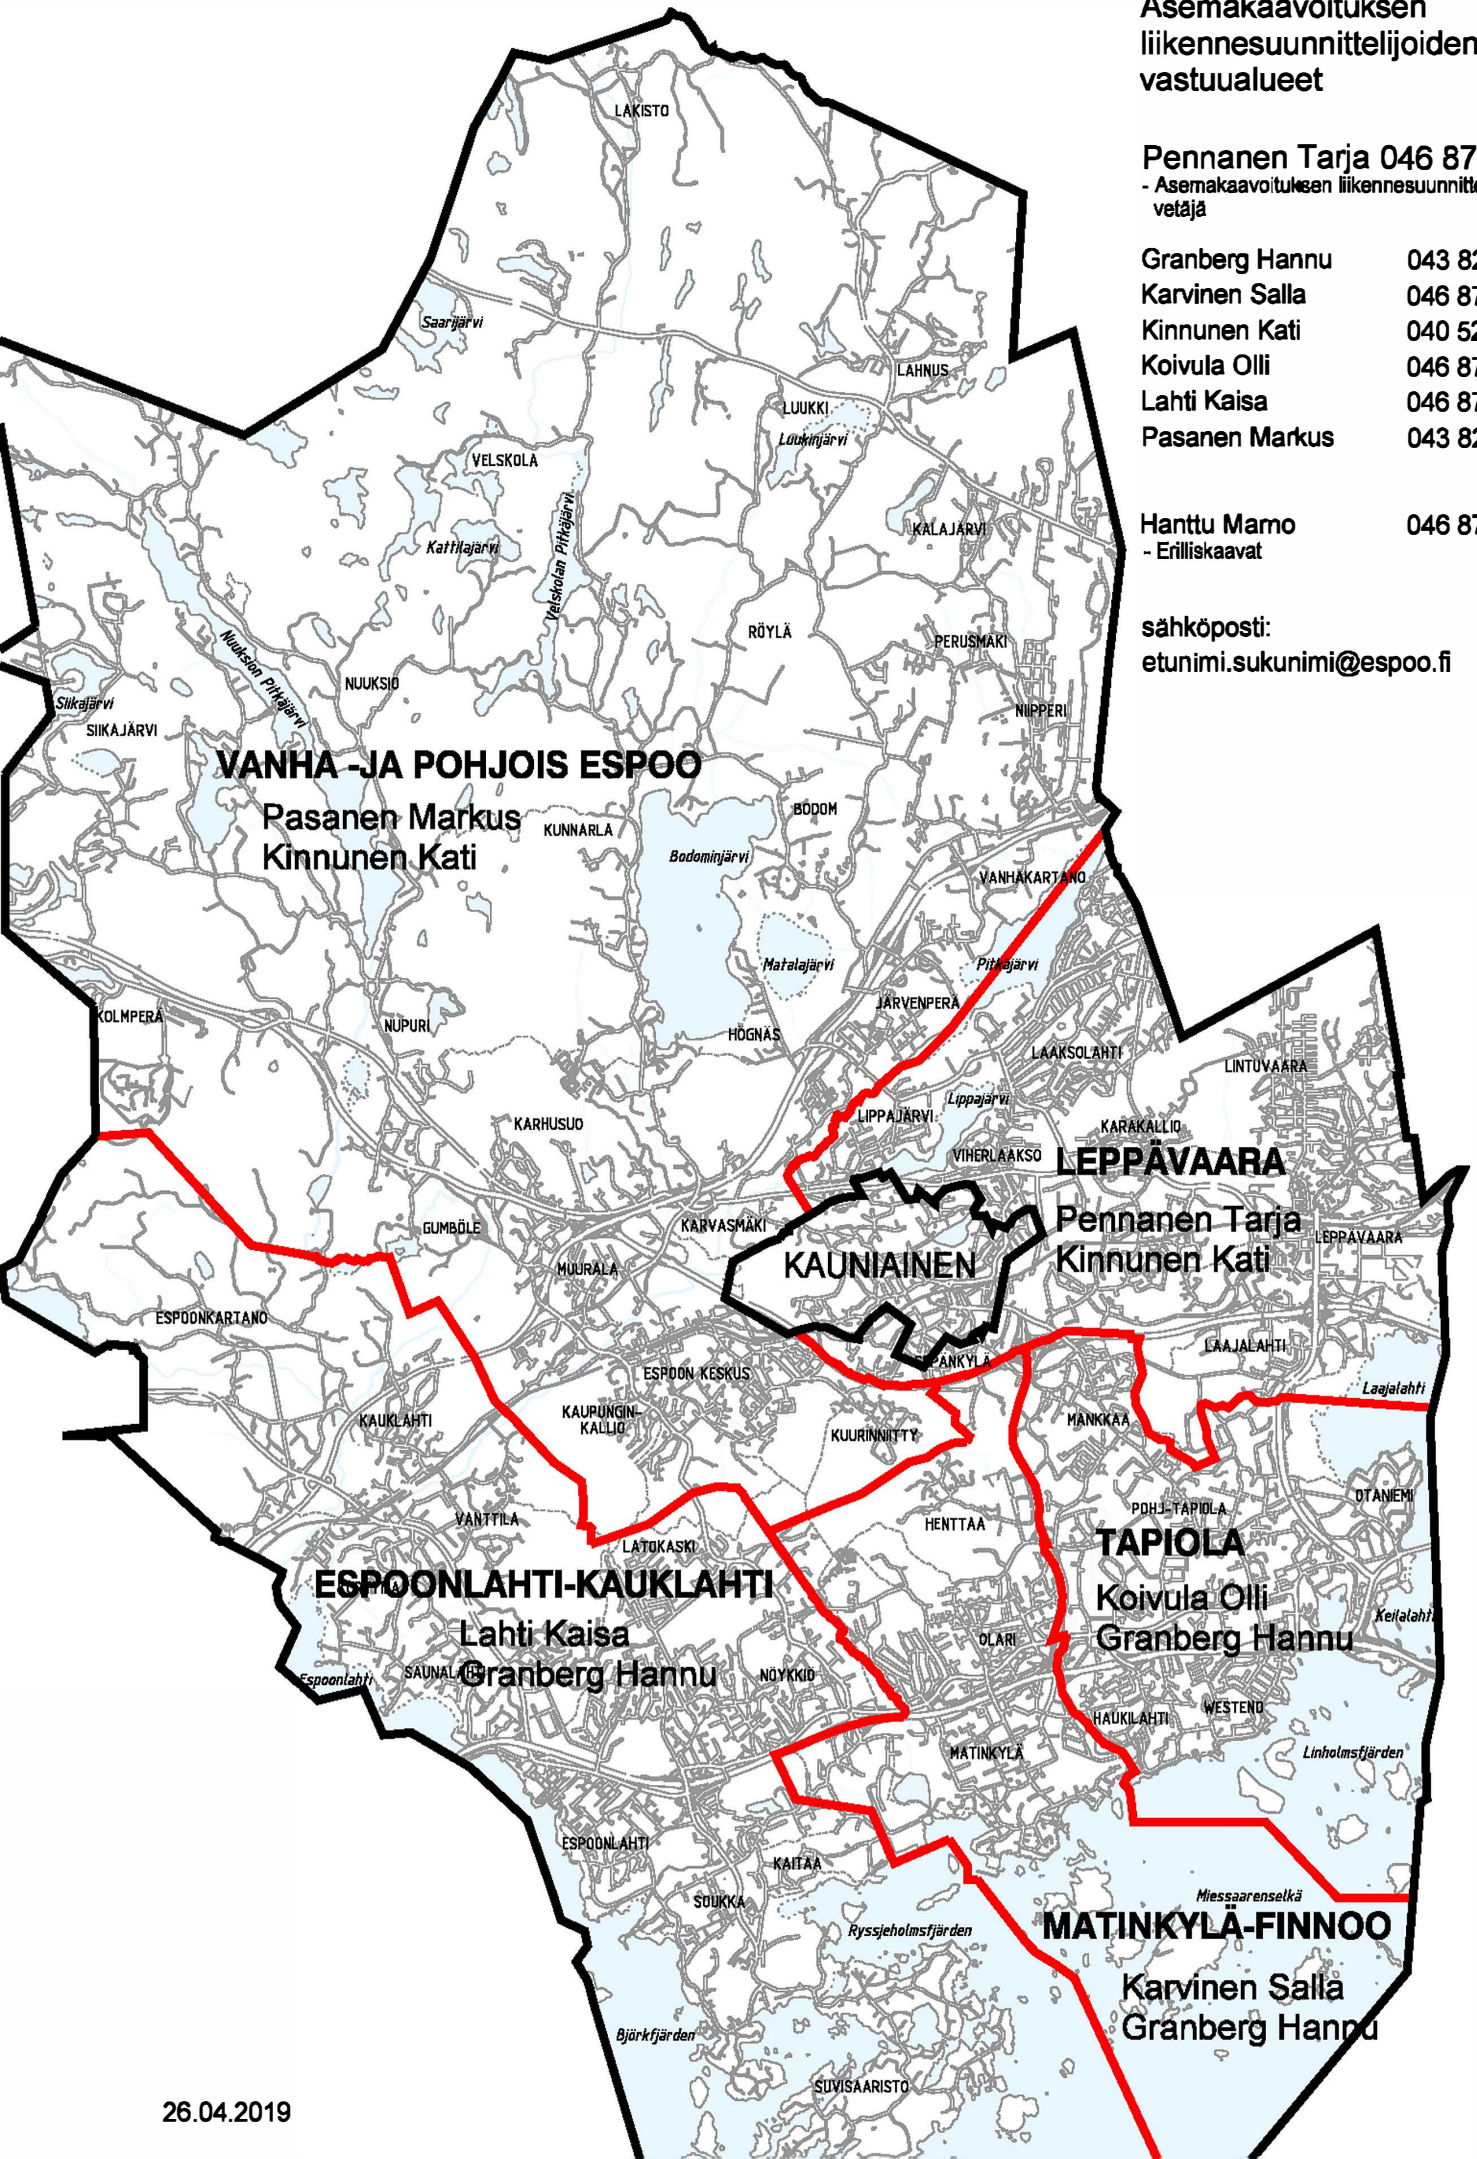 Asemakaavoituksen
liikennesuunnittelijoiden
vastuualueet
Pennanen Tarja 046 87
- Asemakaavoituksen liikennesuunnitte
vetäjä
Granberg Hannu 043 82
Karvinen Salla 046 87
Kinnunen Kati 040 52
Koivula Olli 046 87
Lahti Kaisa 046 87
Pasanen Markus 043 82
Hanttu Marno 046 87
- Erilliskaavat
sähköposti:
etunimi.sukunimi@espoo.fi
LAKISTO
Saarijärvi
LAHNUS
LUUKKI
Luukinjärvi
VELSKOLA
Kattilajärvi
Velskolan Pitkäjärvi
KALAJÄRVI
RÖYLÄ
PERUSMÄKI
Nuuksion Pitkäjärvi
NUUKSIO
Siikajärvi
SIIKAJÄRVI
NIIPPERI
VANHA -JA POHJOIS ESPOO
Pasanen Markus
Kinnunen Kati
KUNNARLA
BODOM
Bodominjärvi
VANHAKARTANO
Matalajärvi
Pitkäjärvi
JÄRVENPERÄ
KOLMPERÄ
NUPURI
HÖGNÄS
LAAKSOLAHTI
LINTUVAARA
Lippajärvi
LIPPAJÄRVI
KARHUSUO
KARAKALLIO
VIHERLAAKSO
LEPPÄVAARA
Pennanen Tarja
Kinnunen Kati
LEPPÄVAARA
GUMBÖLE
KARVASMÄKI
MUURALA
KAUNIAINEN
ESPOONKARTANO
LAAJALAHTI
SEPÄNKYLÄ
ESPOON KESKUS
Laajalahti
KAUKLAHTI
KAUPUNGIN-
KALLIO
KUURINNIITTY
MANKKAA
OTANIEMI
POHJ-TAPIOLA
VANTTILA
HENTTAA
LATOKASKI
TAPIOLA
Koivula Olli
Granberg Hannu
ESPOONLAHTI-KAUKLAHTI
Lahti Kaisa
Granberg Hannu
Keilalahti
OLARI
Espoonlahti
SAUNALAHTI
NÖYKKIÖ
WESTEND
HAUKILAHTI
MATINKYLÄ
Linholmsfjärden
ESPOONLAHTI
KAITAA
SOUKKA
Miessaarenselkä
Ryssjeholmsfjärden
MATINKYLÄ-FINNOO
Karvinen Salla
Granberg Hannu
Björkfjärden
SUVISAARISTO
26.04.2019